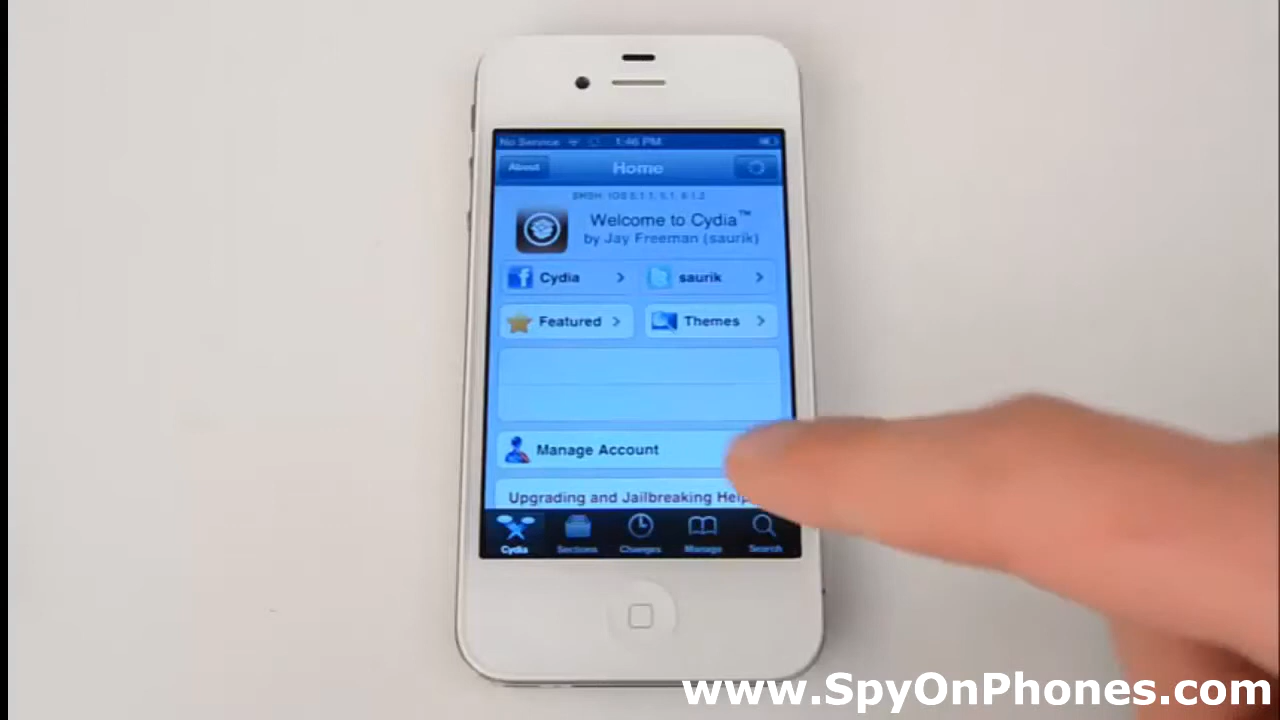 No Service 1:46 PM
About Home
Welcome to Cydia™
by Jay Freeman (saurik)
Cydia saurik
Featured Themes
Manage Account
Upgrading and Jailbreaking Help
Cydia Sections Changes Manage Search
www.SpyOnPhones.com